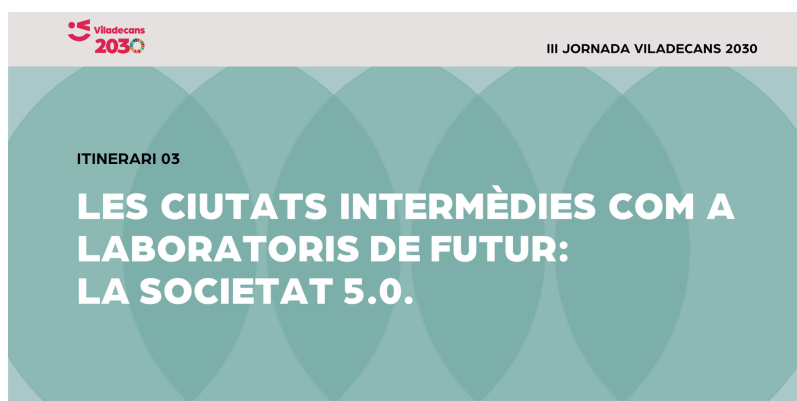 Viladecans
2030
III JORNADA VILADECANS 2030
ITINERARI 03
LES CIUTATS INTERMÈDIES COM A
LABORATORIS DE FUTUR:
LA SOCIETAT 5.0.